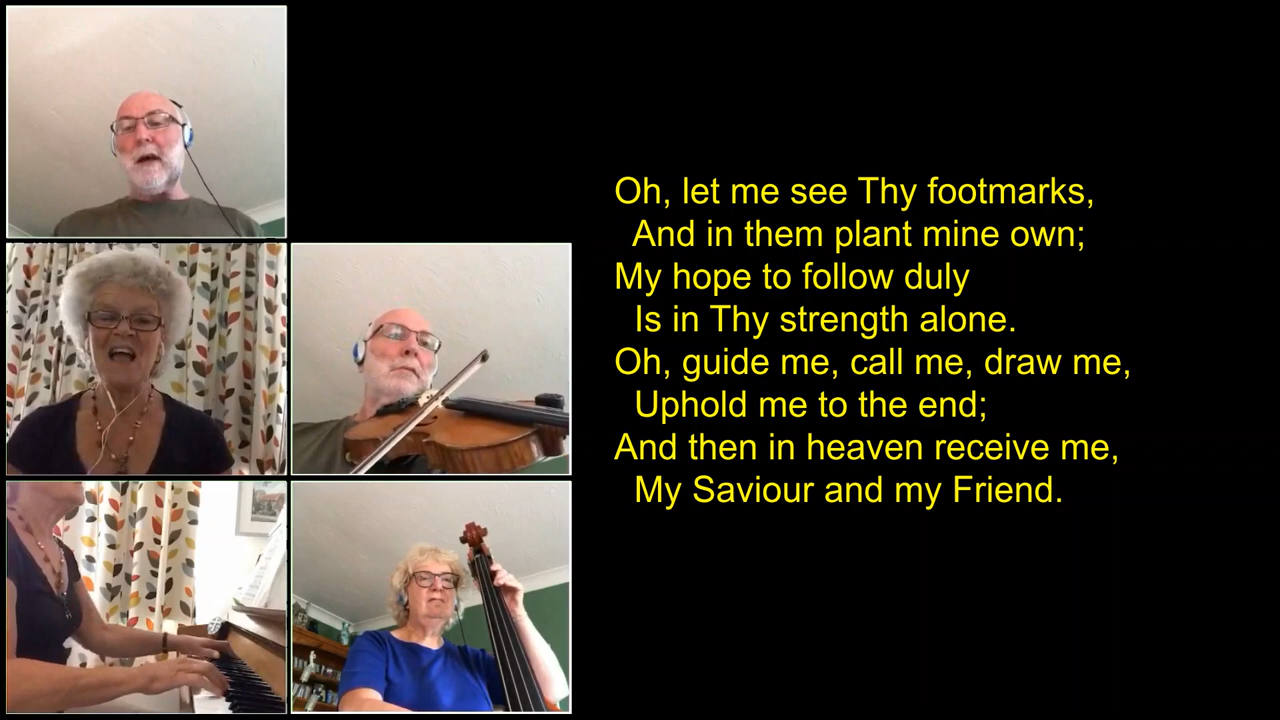 Oh, let me see Thy footmarks,
And in them plant mine own;
My hope to follow duly
Is in Thy strength alone.
Oh, guide me, call me, draw me,
Uphold me to the end;
And then in heaven receive me,
My Saviour and my Friend.